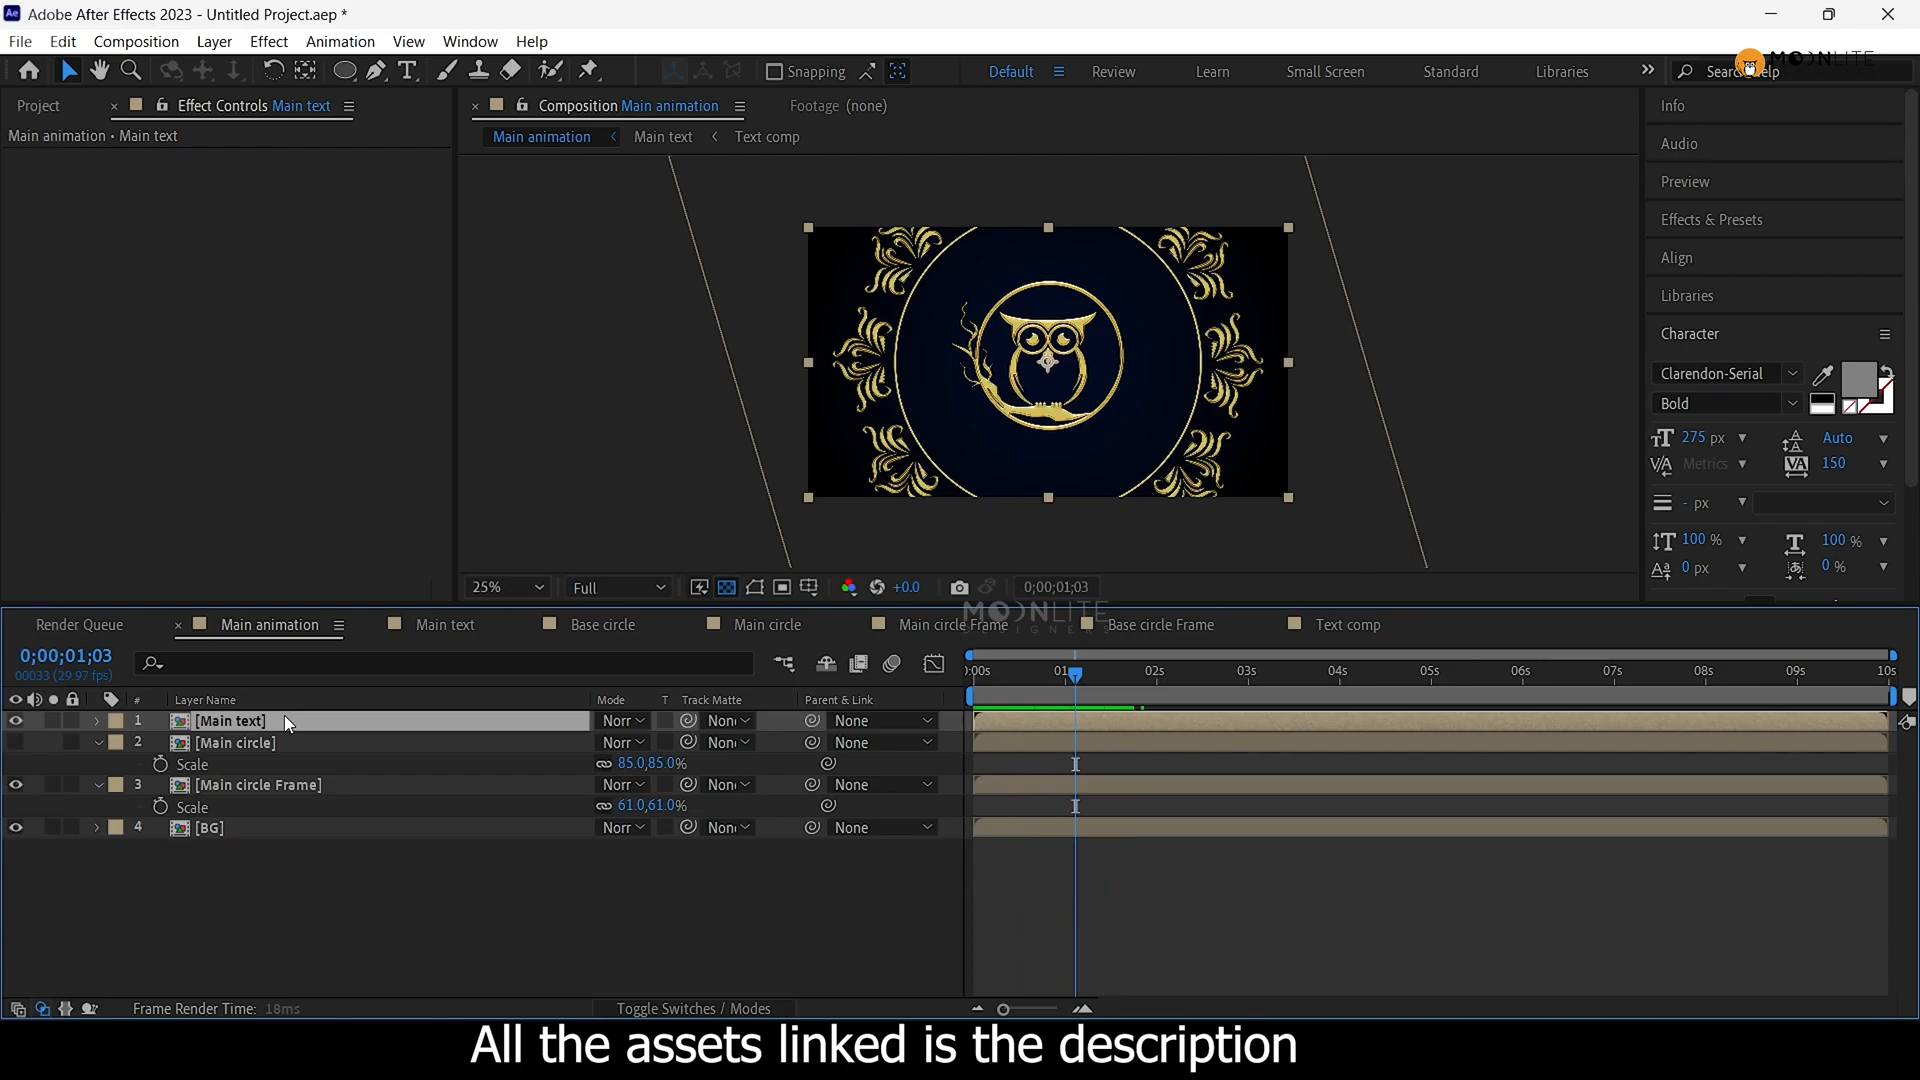 Adobe After Effects 2023 - Untitled Project.aep *
File Edit Composition Layer Effect Animation View Window Help
Snapping Default Review Learn Small Screen Standard Libraries
MOONLITE
Project Effect Controls Main text Composition Main animation Footage (none) Info
Main animation • Main text Main animation Main text Text comp
Audio
Preview
Effects & Presets
Align
Libraries
Character
Clarendon-Serial
Bold
275 px Auto
Metrics 150
- px
100 % 100 %
0 px 0 %
25% Full +0.0 0;00;01;03
MOONLITE
DESIGNERS
Render Queue Main animation Main text Base circle Main circle Main circle Frame Base circle Frame Text comp
0;00;01;03
00033 (29.97 fps)
):00s 01 02s 03s 04s 05s 06s 07s 08s 09s 10s
# Layer Name Mode T Track Matte Parent & Link
1 [Main text] Norr Non None
2 [Main circle] Norr Non None
Scale 85.0,85.0%
3 [Main circle Frame] Norr Non None
Scale 61.0,61.0%
4 [BG] Norr Non None
Frame Render Time: 18ms Toggle Switches / Modes
All the assets linked is the description